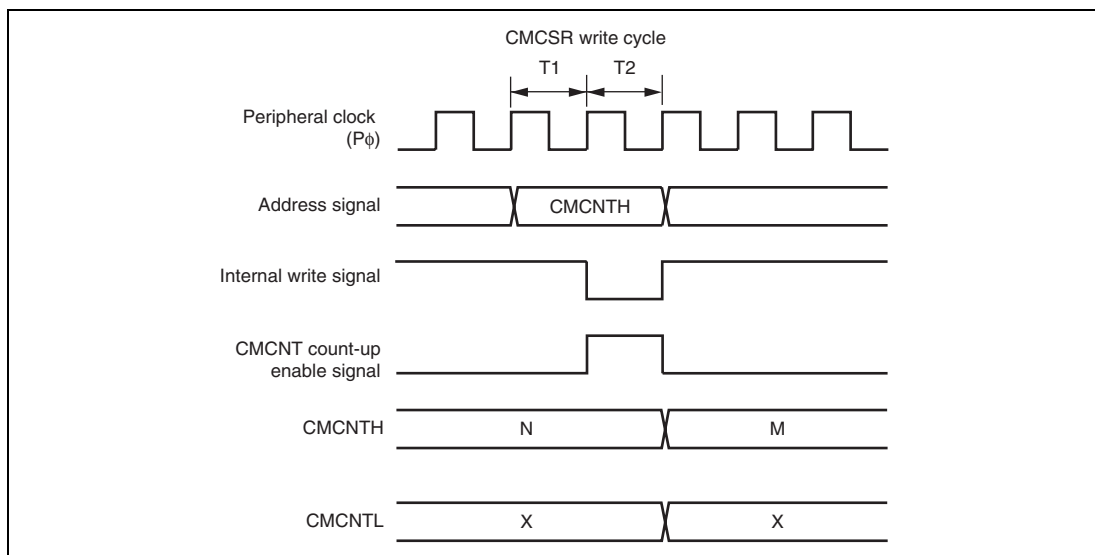 CMCSR write cycle
T1 T2
Peripheral clock
(Pϕ)
Address signal
CMCNTH
Internal write signal
CMCNT count-up
enable signal
CMCNTH
N M
CMCNTL
X X